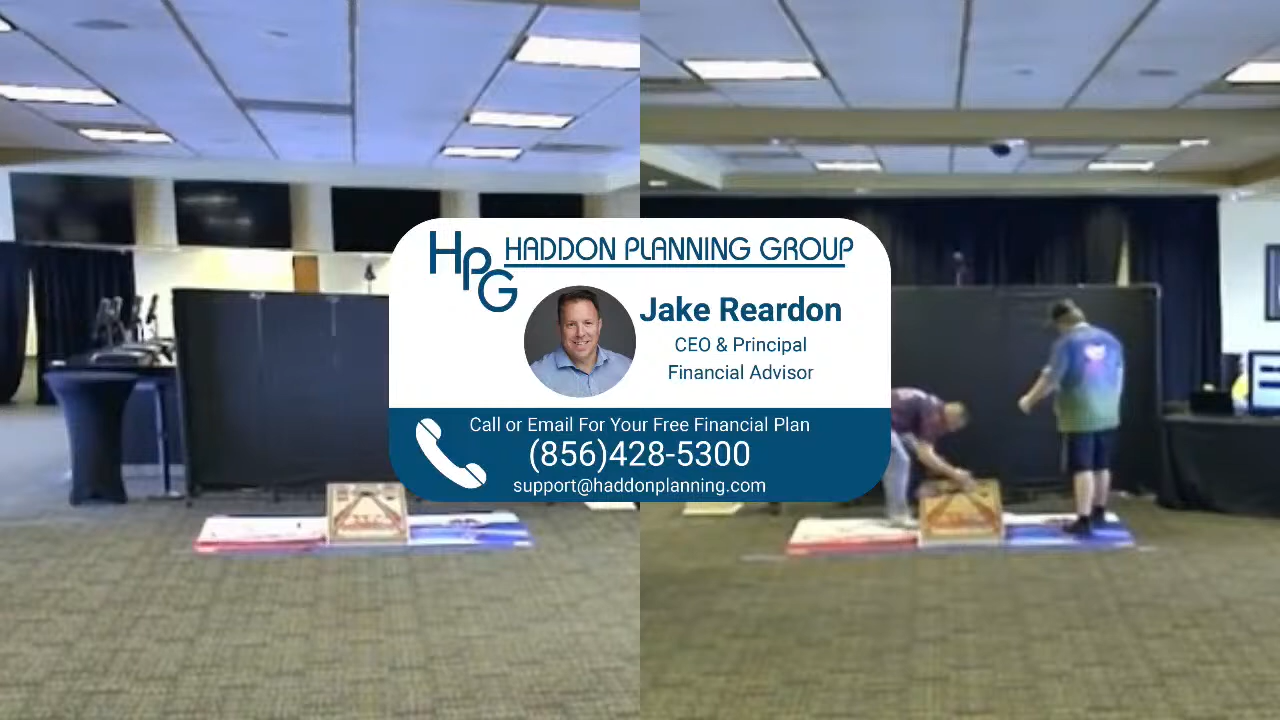 HPG HADDON PLANNING GROUP
Jake Reardon
CEO & Principal
Financial Advisor
Call or Email For Your Free Financial Plan
(856)428-5300
support@haddonplanning.com